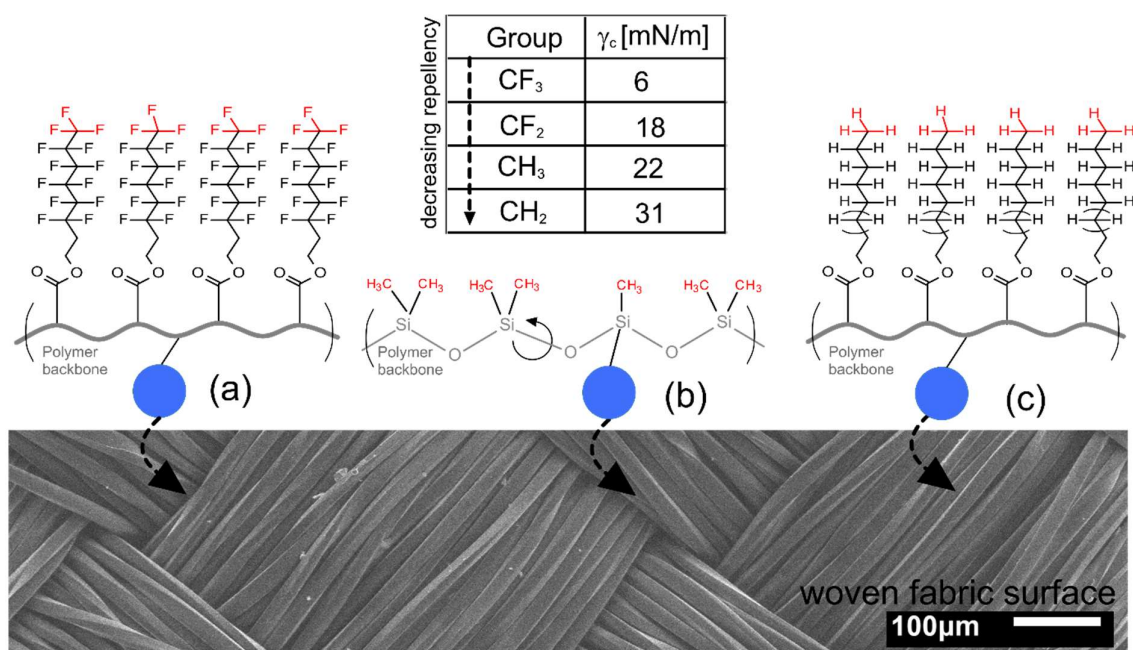 decreasing repellency
Group γc [mN/m]
CF3 6
CF2 18
CH3 22
CH2 31
F F F F
F F F F F F F F
F F F F F F F F
F F F F F F F F
F F F F F F F F
F F F F F F F F
F F F F F F F F
O O O O O O O O
Polymer
backbone
(a)
H3C CH3 H3C CH3 CH3 H3C CH3
Si Si Si Si
O O O
Polymer
backbone
(b)
H H H H
H H H H H H H H
H H H H H H H H
H H H H H H H H
H H H H H H H H
H H H H H H H H
H H H H H H H H
O O O O O O O O
Polymer
backbone
(c)
woven fabric surface
100μm